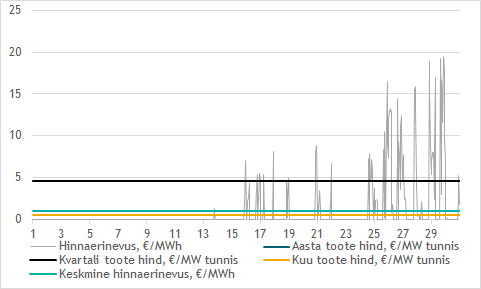 25
20
15
10
5
0
1 3 5 7 9 11 13 15 17 19 21 23 25 27 29
Hinnaerinevus, €/MWh Aasta toote hind, €/MW tunnis
Kvartali toote hind, €/MW tunnis Kuu toote hind, €/MW tunnis
Keskmine hinnaerinevus, €/MWh